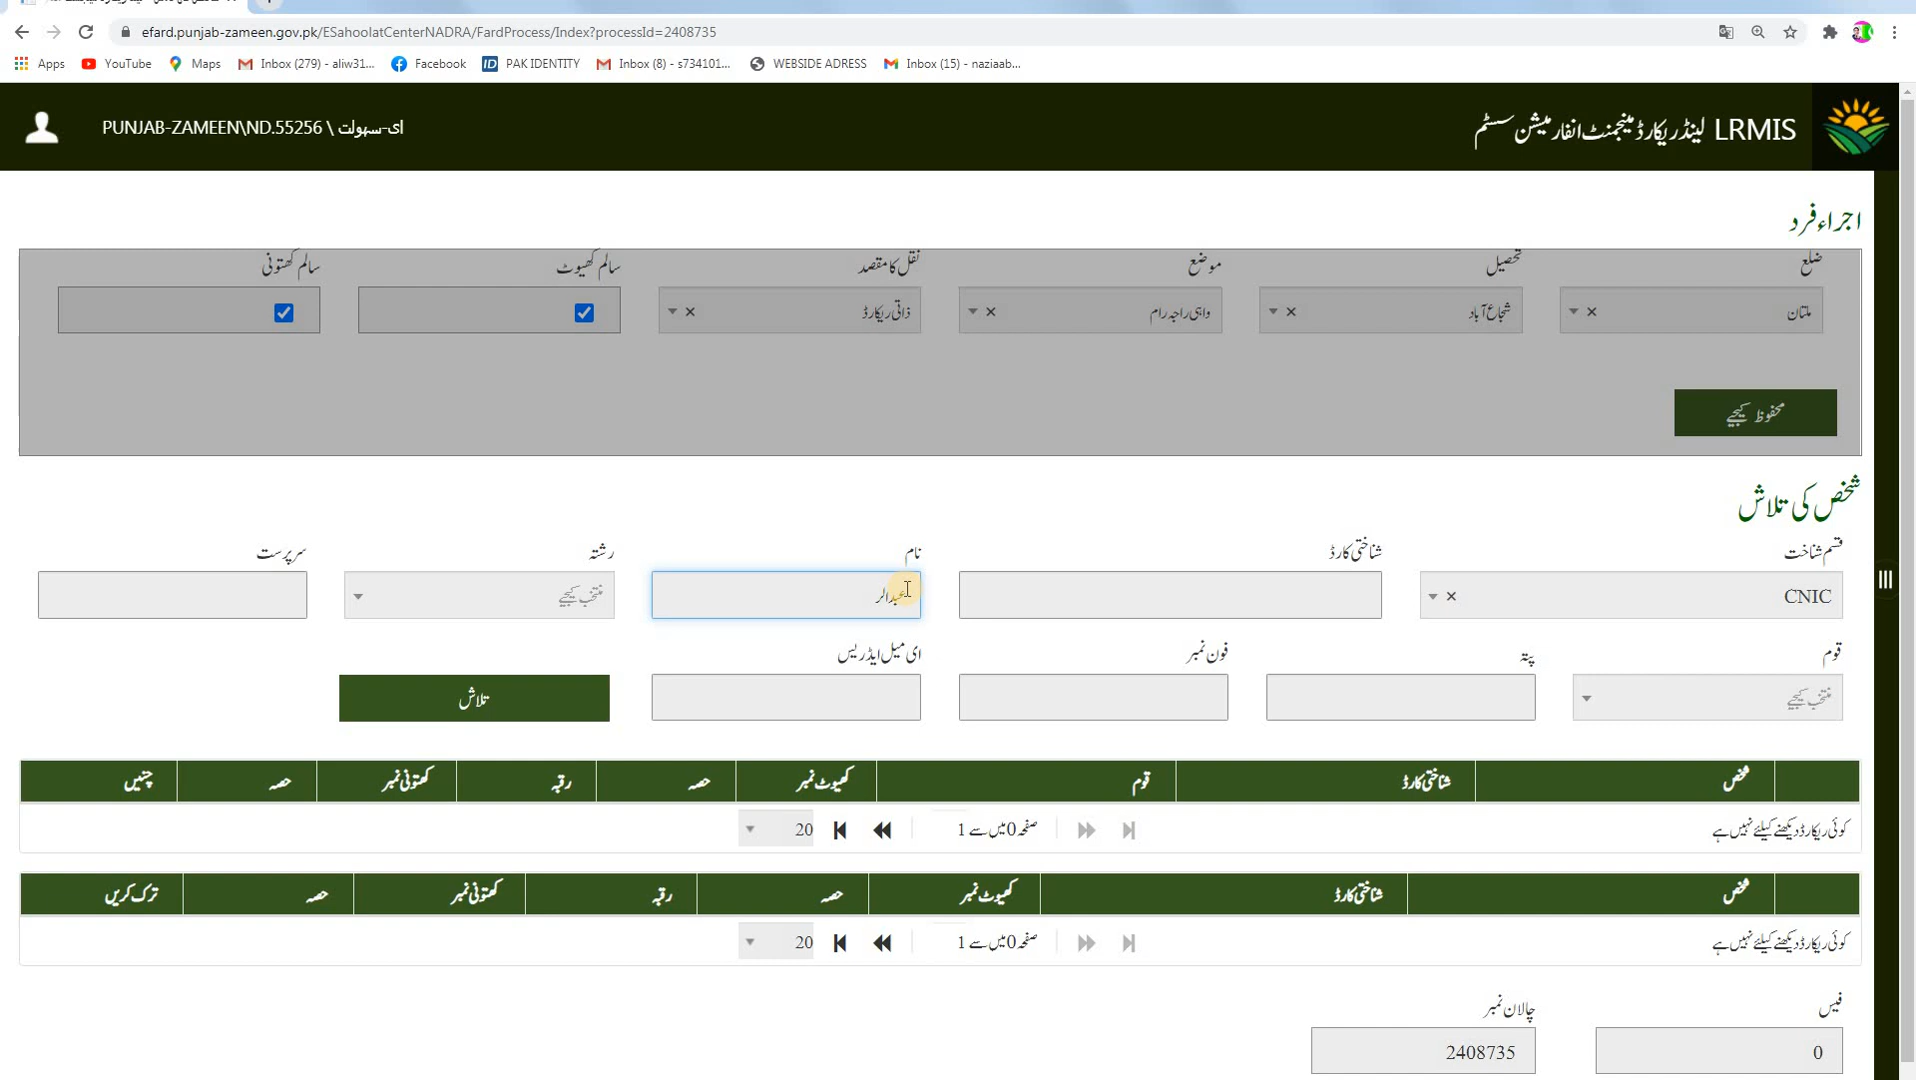 efard.punjab-zameen.gov.pk/ESahoolatCenterNADRA/FardProcess/Index?processId=2408735
Apps YouTube Maps Inbox (279) - aliw31... Facebook PAK IDENTITY Inbox (8) - s734101... WEBSIDE ADRESS Inbox (15) - naziaab...
LRMIS لینڈ ریکارڈ مینجمنٹ انفارمیشن سسٹم
ای-سہولت \ PUNJAB-ZAMEEN\ND.55256
اجراء فرد
ضلع تحصیل موضع نقل کا مقصد سالم کھیوٹ سالم کھتونی
ملتان شجاع آباد واہی راجہ رام ذاتی ریکارڈ
محفوظ کیجیے
شخص کی تلاش
قسم شناخت شناختی کارڈ نام رشتہ سرپرست
CNIC عبدالر منتخب کیجیے
قوم پتہ فون نمبر ای میل ایڈریس
منتخب کیجیے تلاش
شخص شناختی کارڈ قوم کھیوٹ نمبر حصہ رقبہ کھتونی نمبر حصہ چنیں
کوئی ریکارڈ دیکھنے کیلئے نہیں ہے صفحہ 0 میں سے 1 20
شخص شناختی کارڈ کھیوٹ نمبر حصہ رقبہ کھتونی نمبر حصہ ترک کریں
کوئی ریکارڈ دیکھنے کیلئے نہیں ہے صفحہ 0 میں سے 1 20
فیس چالان نمبر
0 2408735